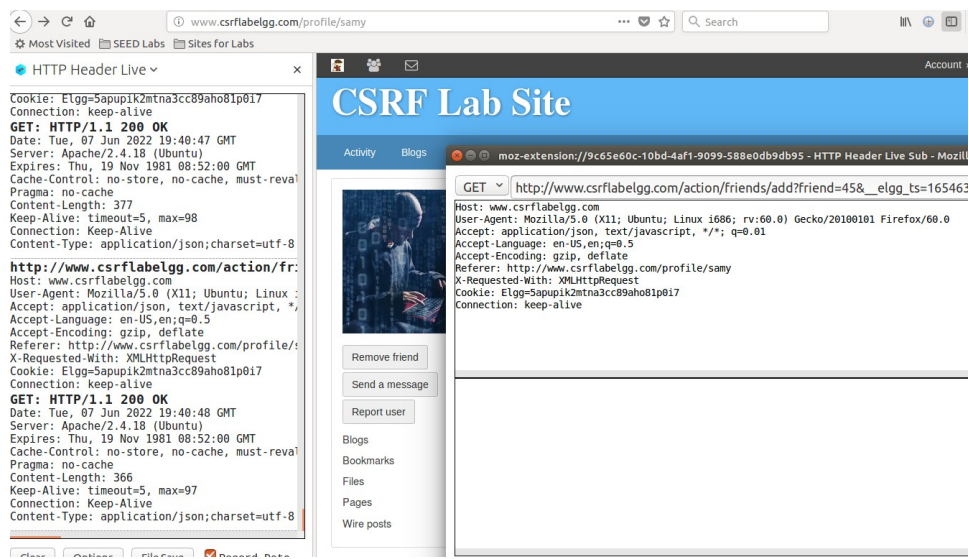 www.csrflabelgg.com/profile/samy
Search
Most Visited SEED Labs Sites for Labs
HTTP Header Live
Cookie: Elgg=5apupik2mtna3cc89aho81p0i7
Connection: keep-alive
GET: HTTP/1.1 200 OK
Date: Tue, 07 Jun 2022 19:40:47 GMT
Server: Apache/2.4.18 (Ubuntu)
Expires: Thu, 19 Nov 1981 08:52:00 GMT
Cache-Control: no-store, no-cache, must-reval
Pragma: no-cache
Content-Length: 377
Keep-Alive: timeout=5, max=98
Connection: Keep-Alive
Content-Type: application/json;charset=utf-8
http://www.csrflabelgg.com/action/fri
Host: www.csrflabelgg.com
User-Agent: Mozilla/5.0 (X11; Ubuntu; Linux i
Accept: application/json, text/javascript, */
Accept-Language: en-US,en;q=0.5
Accept-Encoding: gzip, deflate
Referer: http://www.csrflabelgg.com/profile/s
X-Requested-With: XMLHttpRequest
Cookie: Elgg=5apupik2mtna3cc89aho81p0i7
Connection: keep-alive
GET: HTTP/1.1 200 OK
Date: Tue, 07 Jun 2022 19:40:48 GMT
Server: Apache/2.4.18 (Ubuntu)
Expires: Thu, 19 Nov 1981 08:52:00 GMT
Cache-Control: no-store, no-cache, must-reval
Pragma: no-cache
Content-Length: 366
Keep-Alive: timeout=5, max=97
Connection: Keep-Alive
Content-Type: application/json;charset=utf-8
Clear Options File Save Record Data
Account
CSRF Lab Site
Activity Blogs
moz-extension://9c65e60c-10bd-4af1-9099-588e0db9db95 - HTTP Header Live Sub - Mozill
GET http://www.csrflabelgg.com/action/friends/add?friend=45&__elgg_ts=165463
Host: www.csrflabelgg.com
User-Agent: Mozilla/5.0 (X11; Ubuntu; Linux i686; rv:60.0) Gecko/20100101 Firefox/60.0
Accept: application/json, text/javascript, */*; q=0.01
Accept-Language: en-US,en;q=0.5
Accept-Encoding: gzip, deflate
Referer: http://www.csrflabelgg.com/profile/samy
X-Requested-With: XMLHttpRequest
Cookie: Elgg=5apupik2mtna3cc89aho81p0i7
Connection: keep-alive
Remove friend
Send a message
Report user
Blogs
Bookmarks
Files
Pages
Wire posts